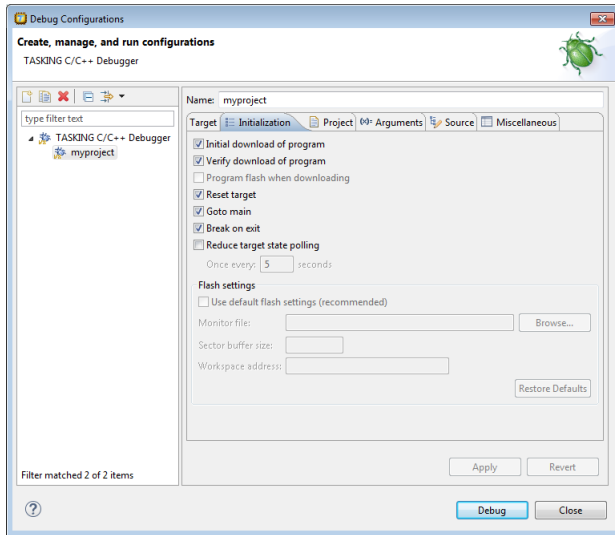 Debug Configurations
Create, manage, and run configurations
TASKING C/C++ Debugger
type filter text
TASKING C/C++ Debugger
myproject
Filter matched 2 of 2 items
Name: myproject
Target Initialization Project (x)= Arguments Source Miscellaneous
Initial download of program
Verify download of program
Program flash when downloading
Reset target
Goto main
Break on exit
Reduce target state polling
Once every: 5 seconds
Flash settings
Use default flash settings (recommended)
Monitor file: Browse...
Sector buffer size:
Workspace address:
Restore Defaults
Apply Revert
? Debug Close